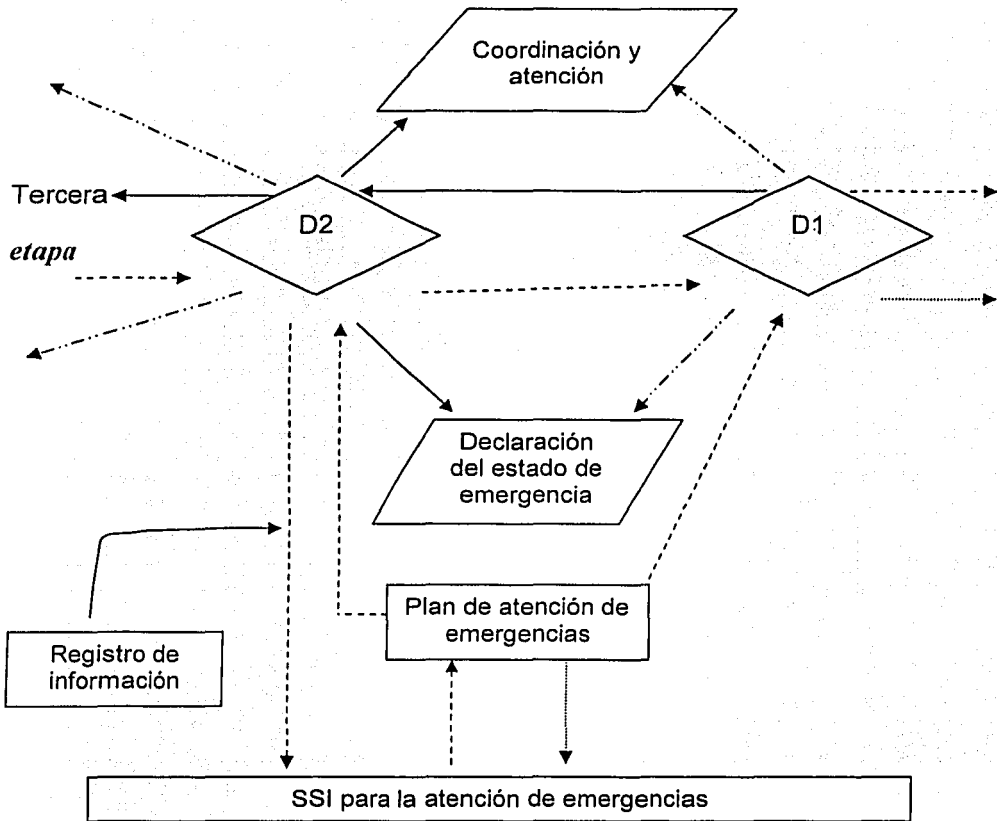 Coordinación y
atención
Tercera
etapa
D2
D1
Declaración
del estado de
emergencia
Plan de atención de
emergencias
Registro de
información
SSI para la atención de emergencias